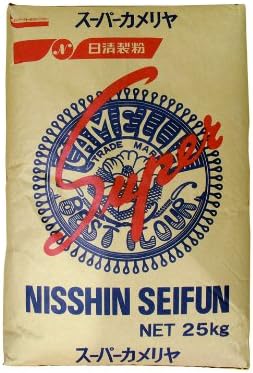 スーパーカメリヤ
N 日清製粉
CAMELLIA
TRADE MARK
Super
BEST FLOUR
NISSHIN SEIFUN
NET 25kg
スーパーカメリヤ